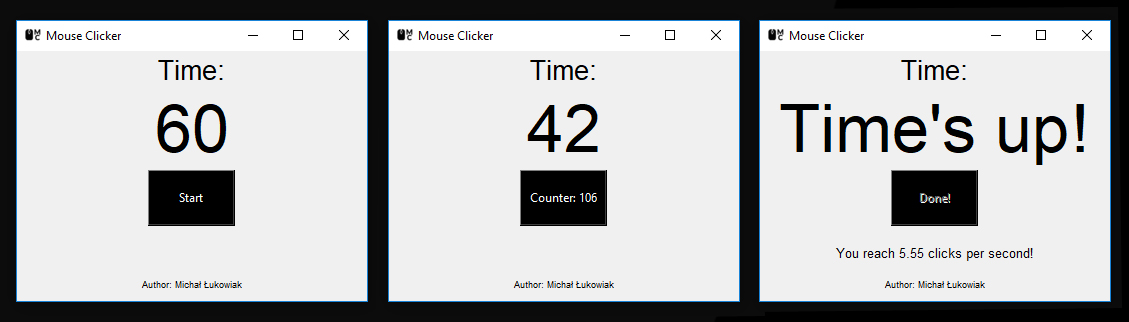 Mouse Clicker
Time:
60
Start
Author: Michał Łukowiak
Mouse Clicker
Time:
42
Counter: 106
Author: Michał Łukowiak
Mouse Clicker
Time:
Time's up!
Done!
You reach 5.55 clicks per second!
Author: Michał Łukowiak